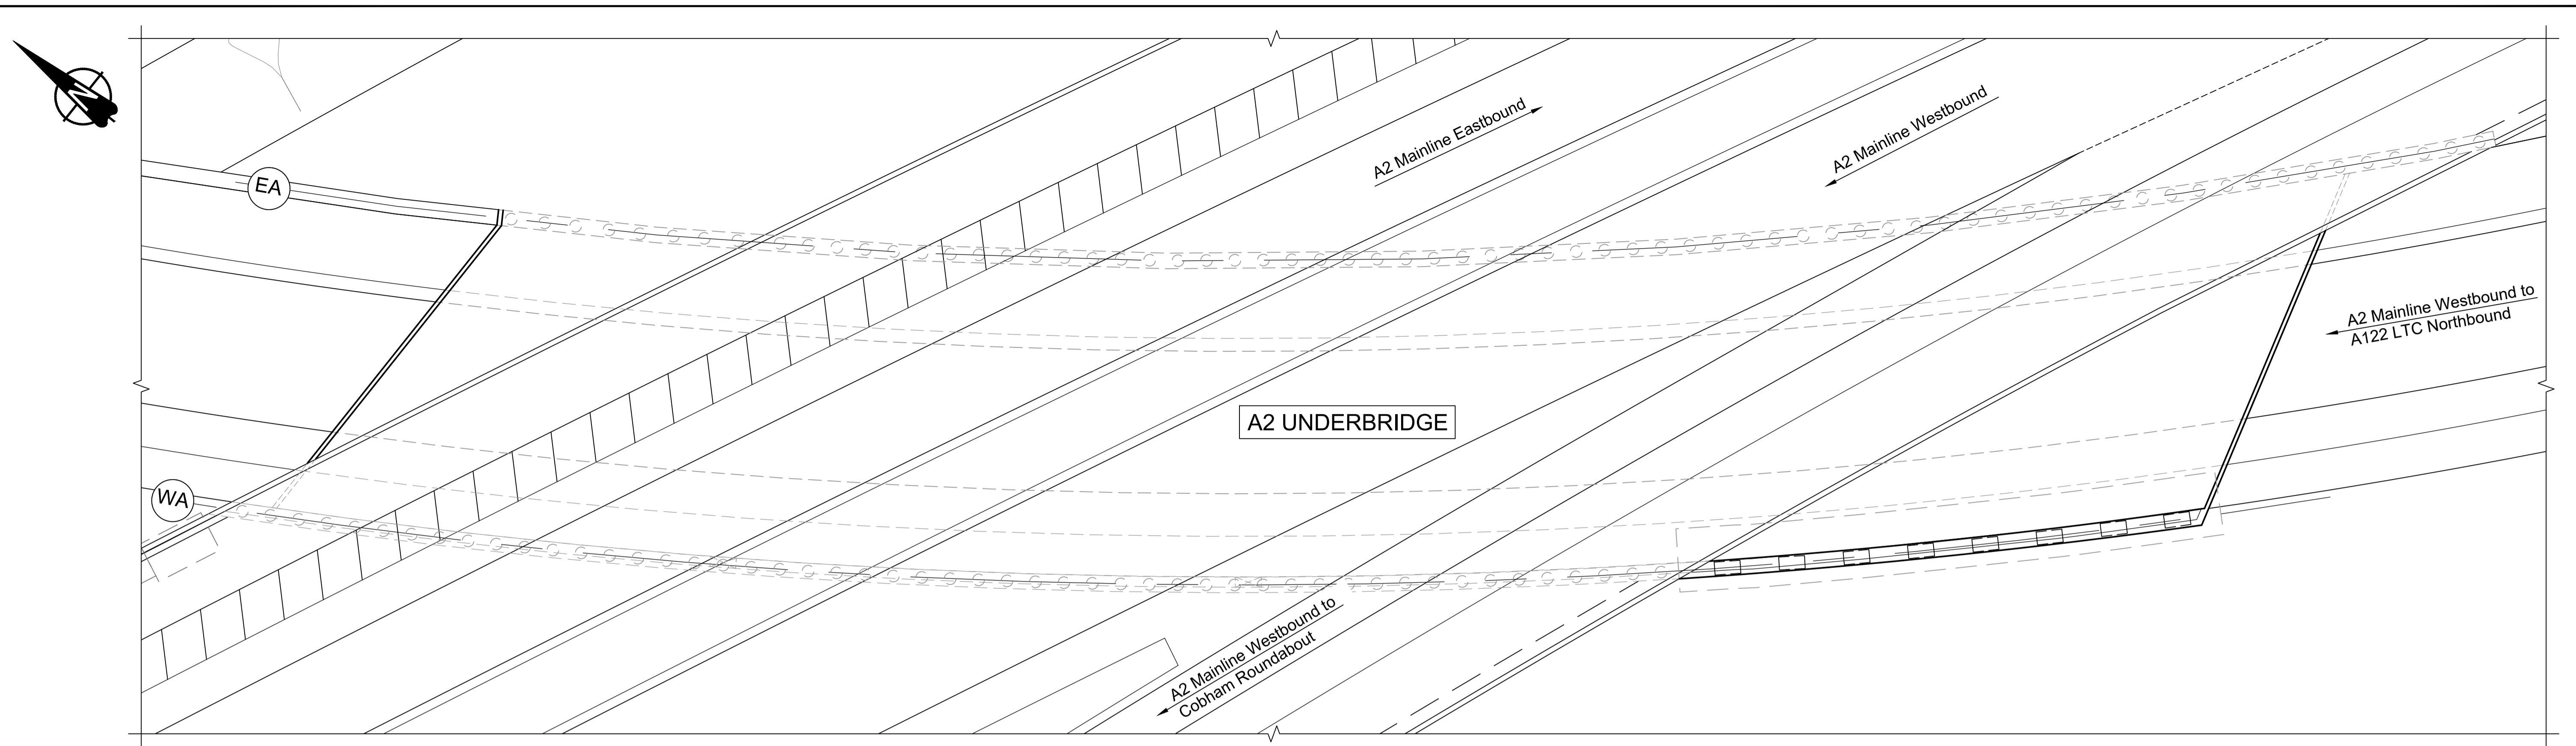 N
A2 Mainline Eastbound
A2 Mainline Westbound
EA
A2 Mainline Westbound to
A122 LTC Northbound
A2 UNDERBRIDGE
WA
A2 Mainline Westbound to
Cobham Roundabout